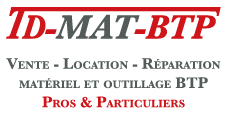 TD-MAT-BTP
Vente - Location - Réparation
matériel et outillage BTP
Pros & Particuliers